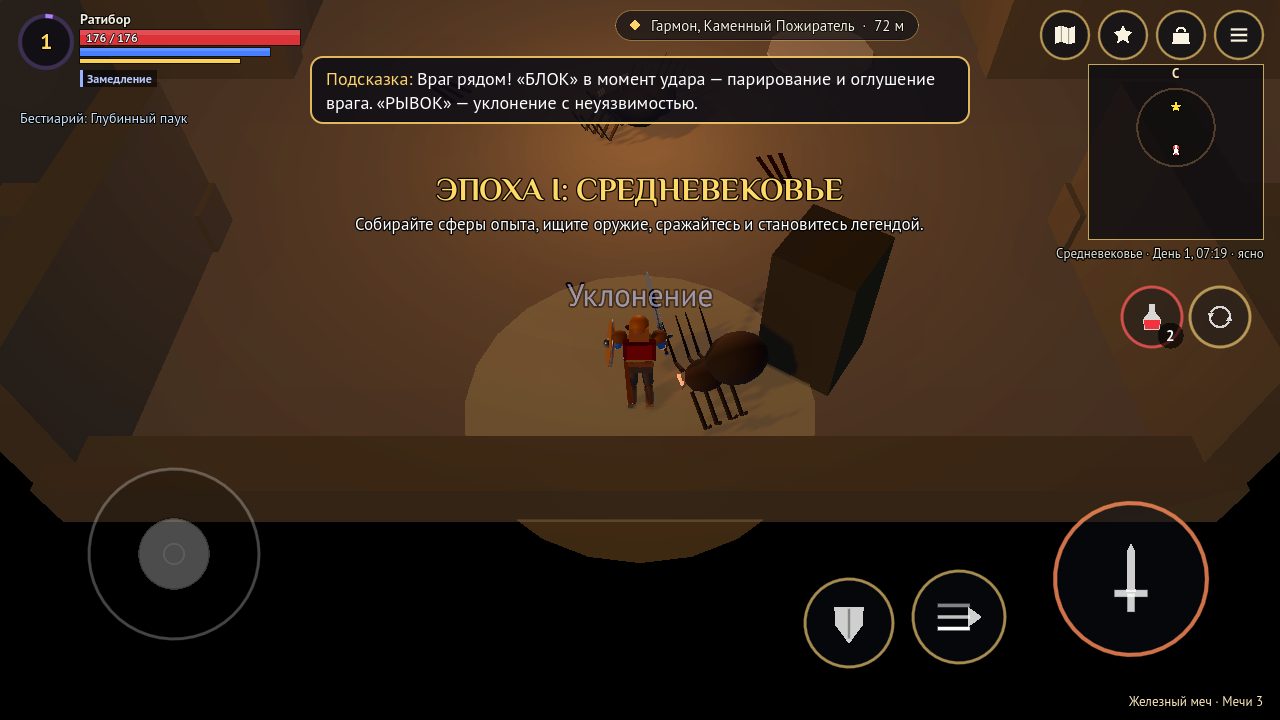 Ратибор
1
176 / 176
Замедление
Бестиарий: Глубинный паук
Гармон, Каменный Пожиратель · 72 м
Подсказка: Враг рядом! «БЛОК» в момент удара — парирование и оглушение
врага. «РЫВОК» — уклонение с неуязвимостью.
С
ЭПОХА I: СРЕДНЕВЕКОВЬЕ
Собирайте сферы опыта, ищите оружие, сражайтесь и становитесь легендой.
Средневековье · День 1, 07:19 · ясно
Уклонение
2
Железный меч · Мечи 3